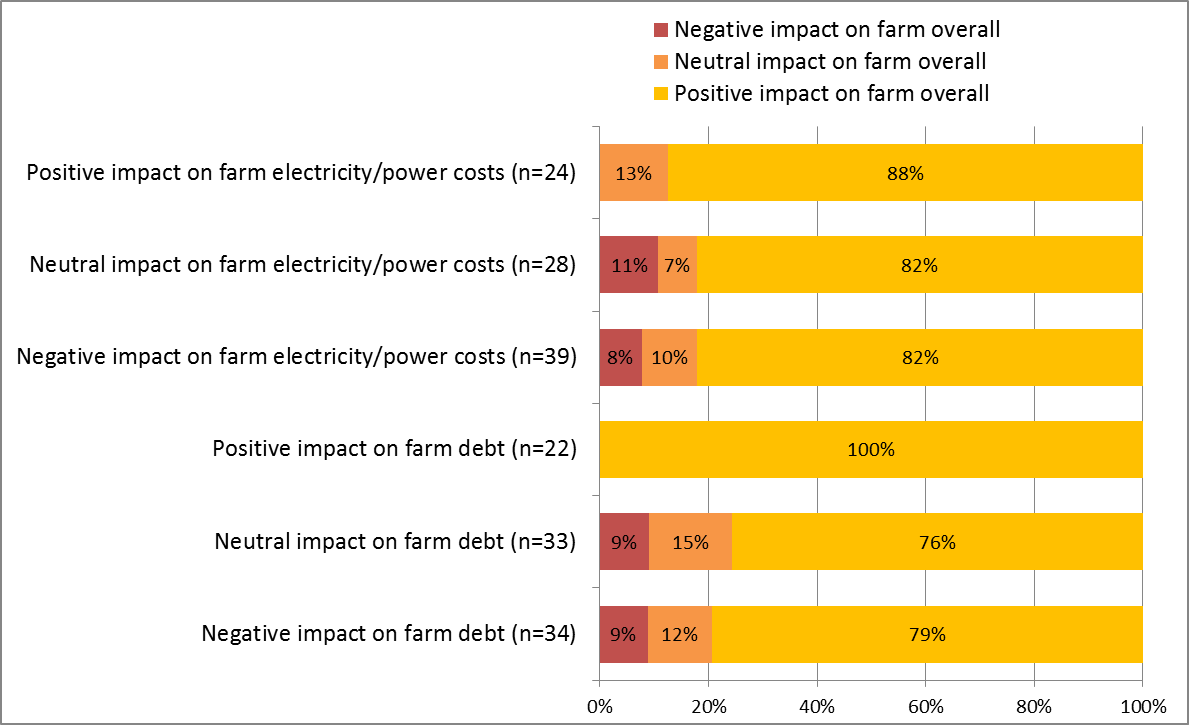 Negative impact on farm overall
Neutral impact on farm overall
Positive impact on farm overall
Positive impact on farm electricity/power costs (n=24)
13%
88%
Neutral impact on farm electricity/power costs (n=28)
11%
7%
82%
Negative impact on farm electricity/power costs (n=39)
8%
10%
82%
Positive impact on farm debt (n=22)
100%
Neutral impact on farm debt (n=33)
9%
15%
76%
Negative impact on farm debt (n=34)
9%
12%
79%
0%
20%
40%
60%
80%
100%